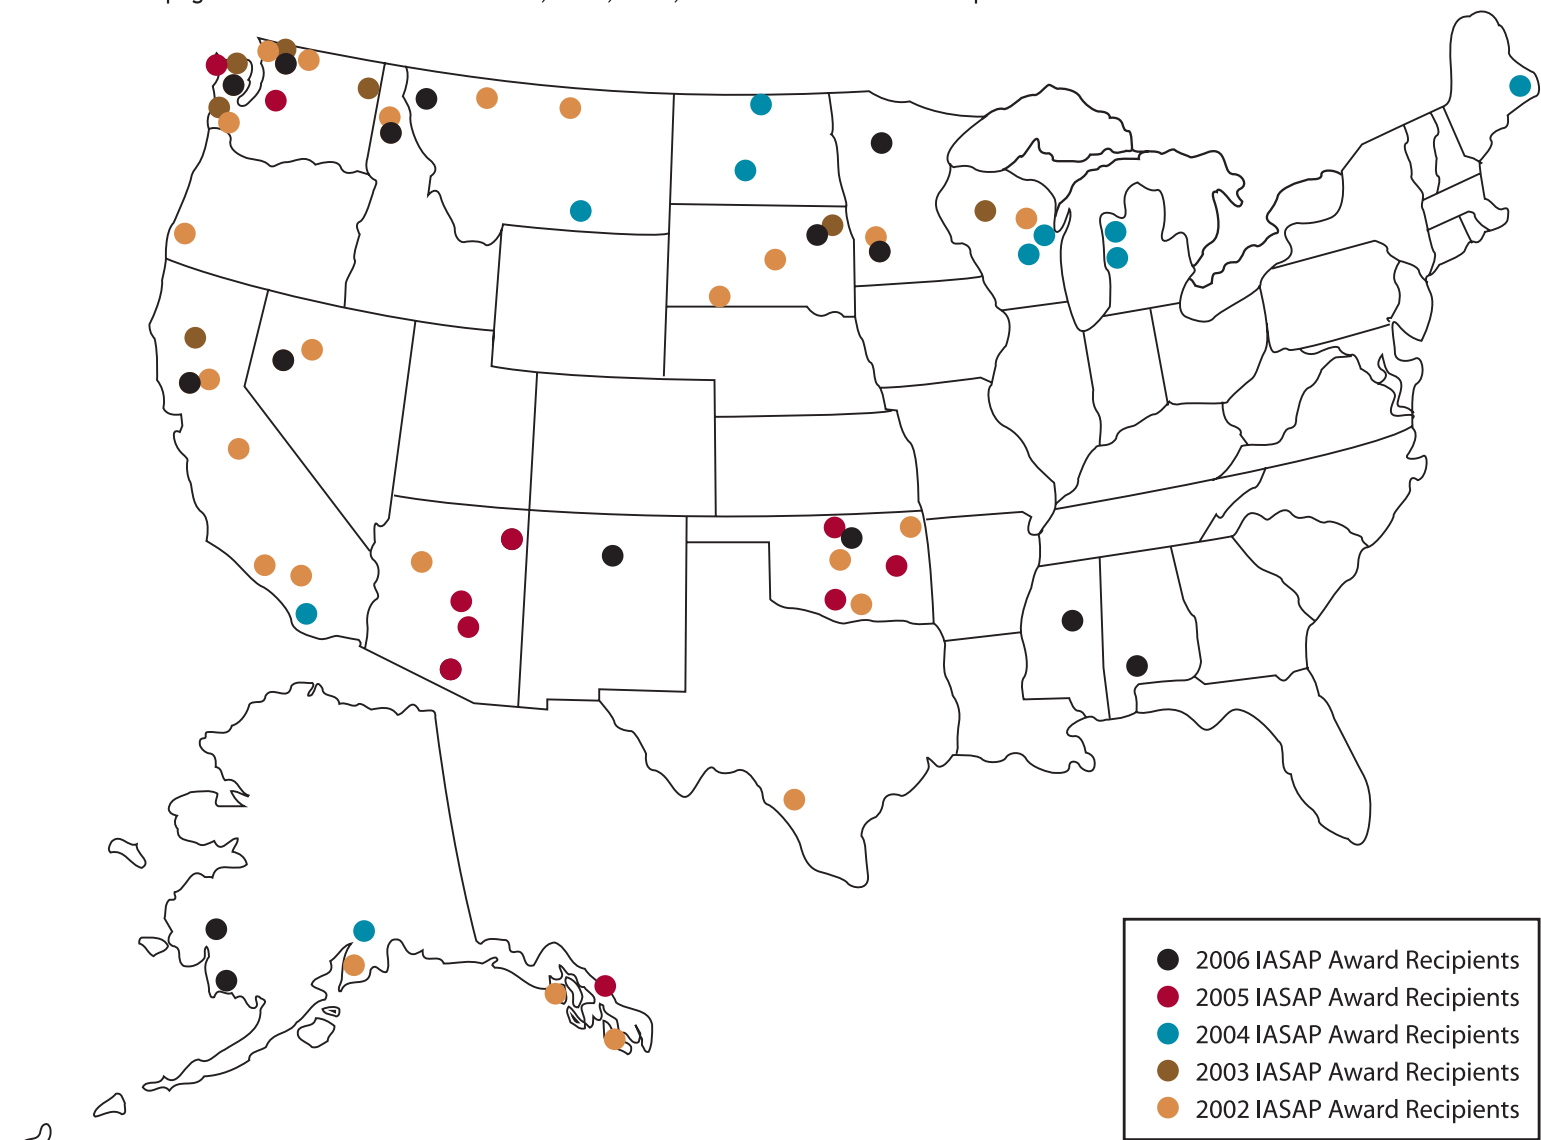 2006 IASAP Award Recipients
2005 IASAP Award Recipients
2004 IASAP Award Recipients
2003 IASAP Award Recipients
2002 IASAP Award Recipients